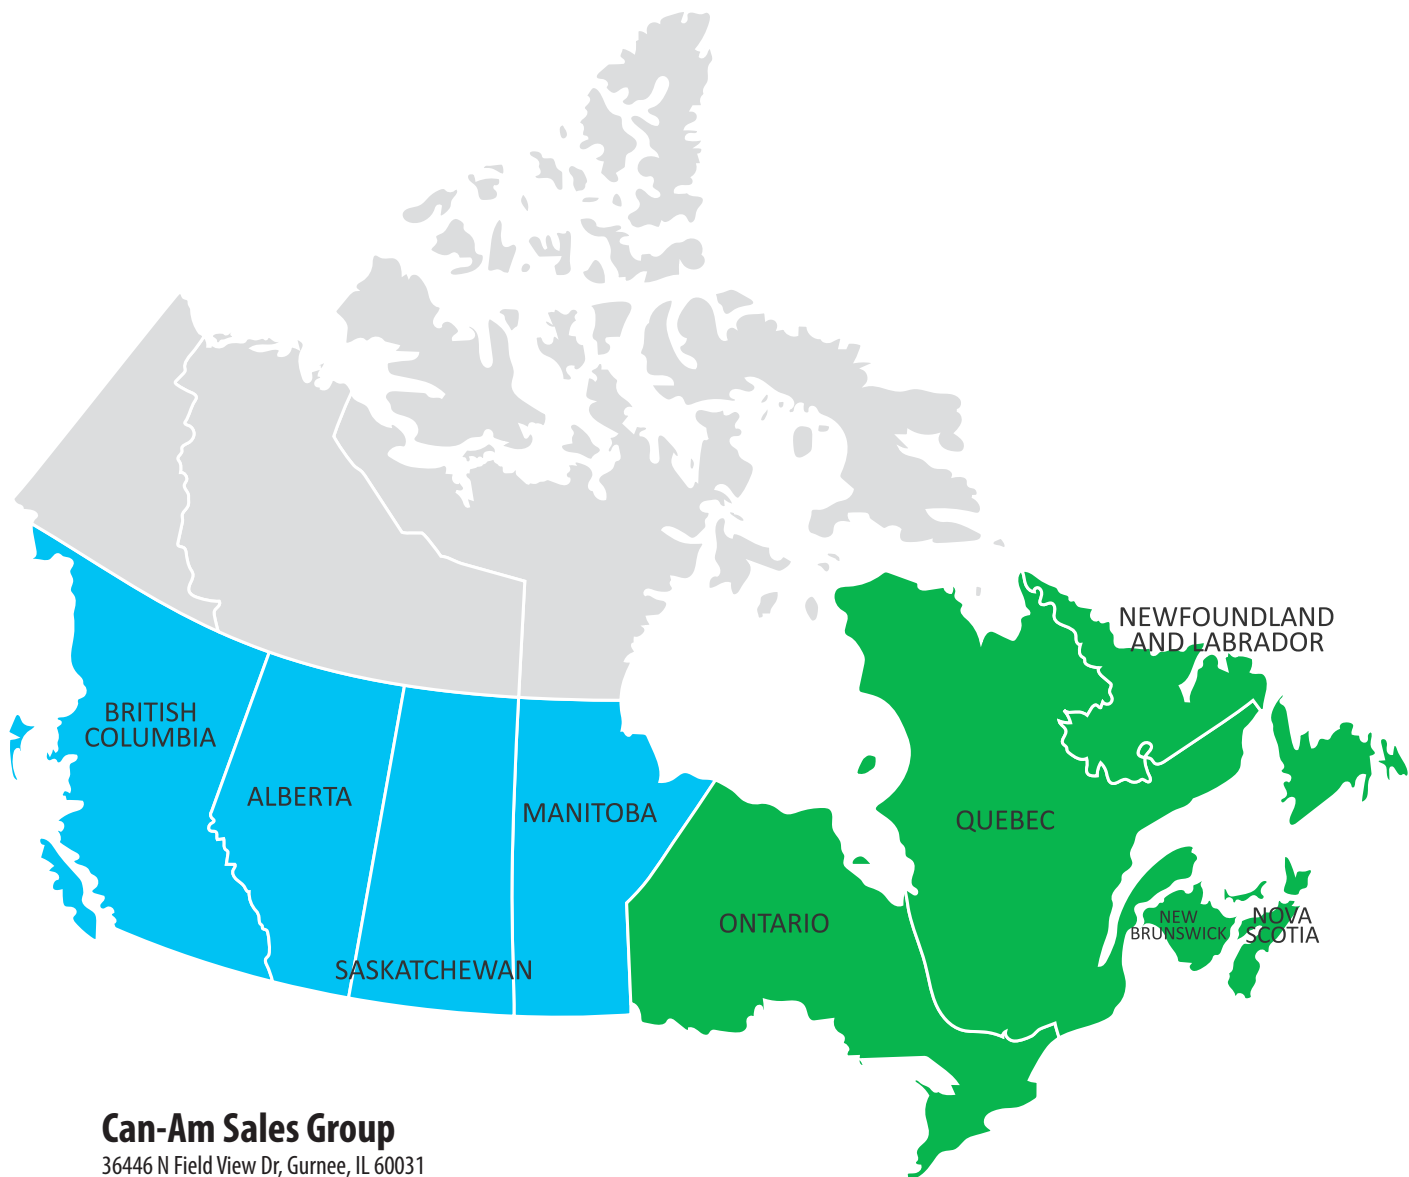 NEWFOUNDLAND
AND LABRADOR
BRITISH
COLUMBIA
ALBERTA
MANITOBA
QUEBEC
ONTARIO
NEW
BRUNSWICK
NOVA
SCOTIA
SASKATCHEWAN
Can-Am Sales Group
36446 N Field View Dr, Gurnee, IL 60031